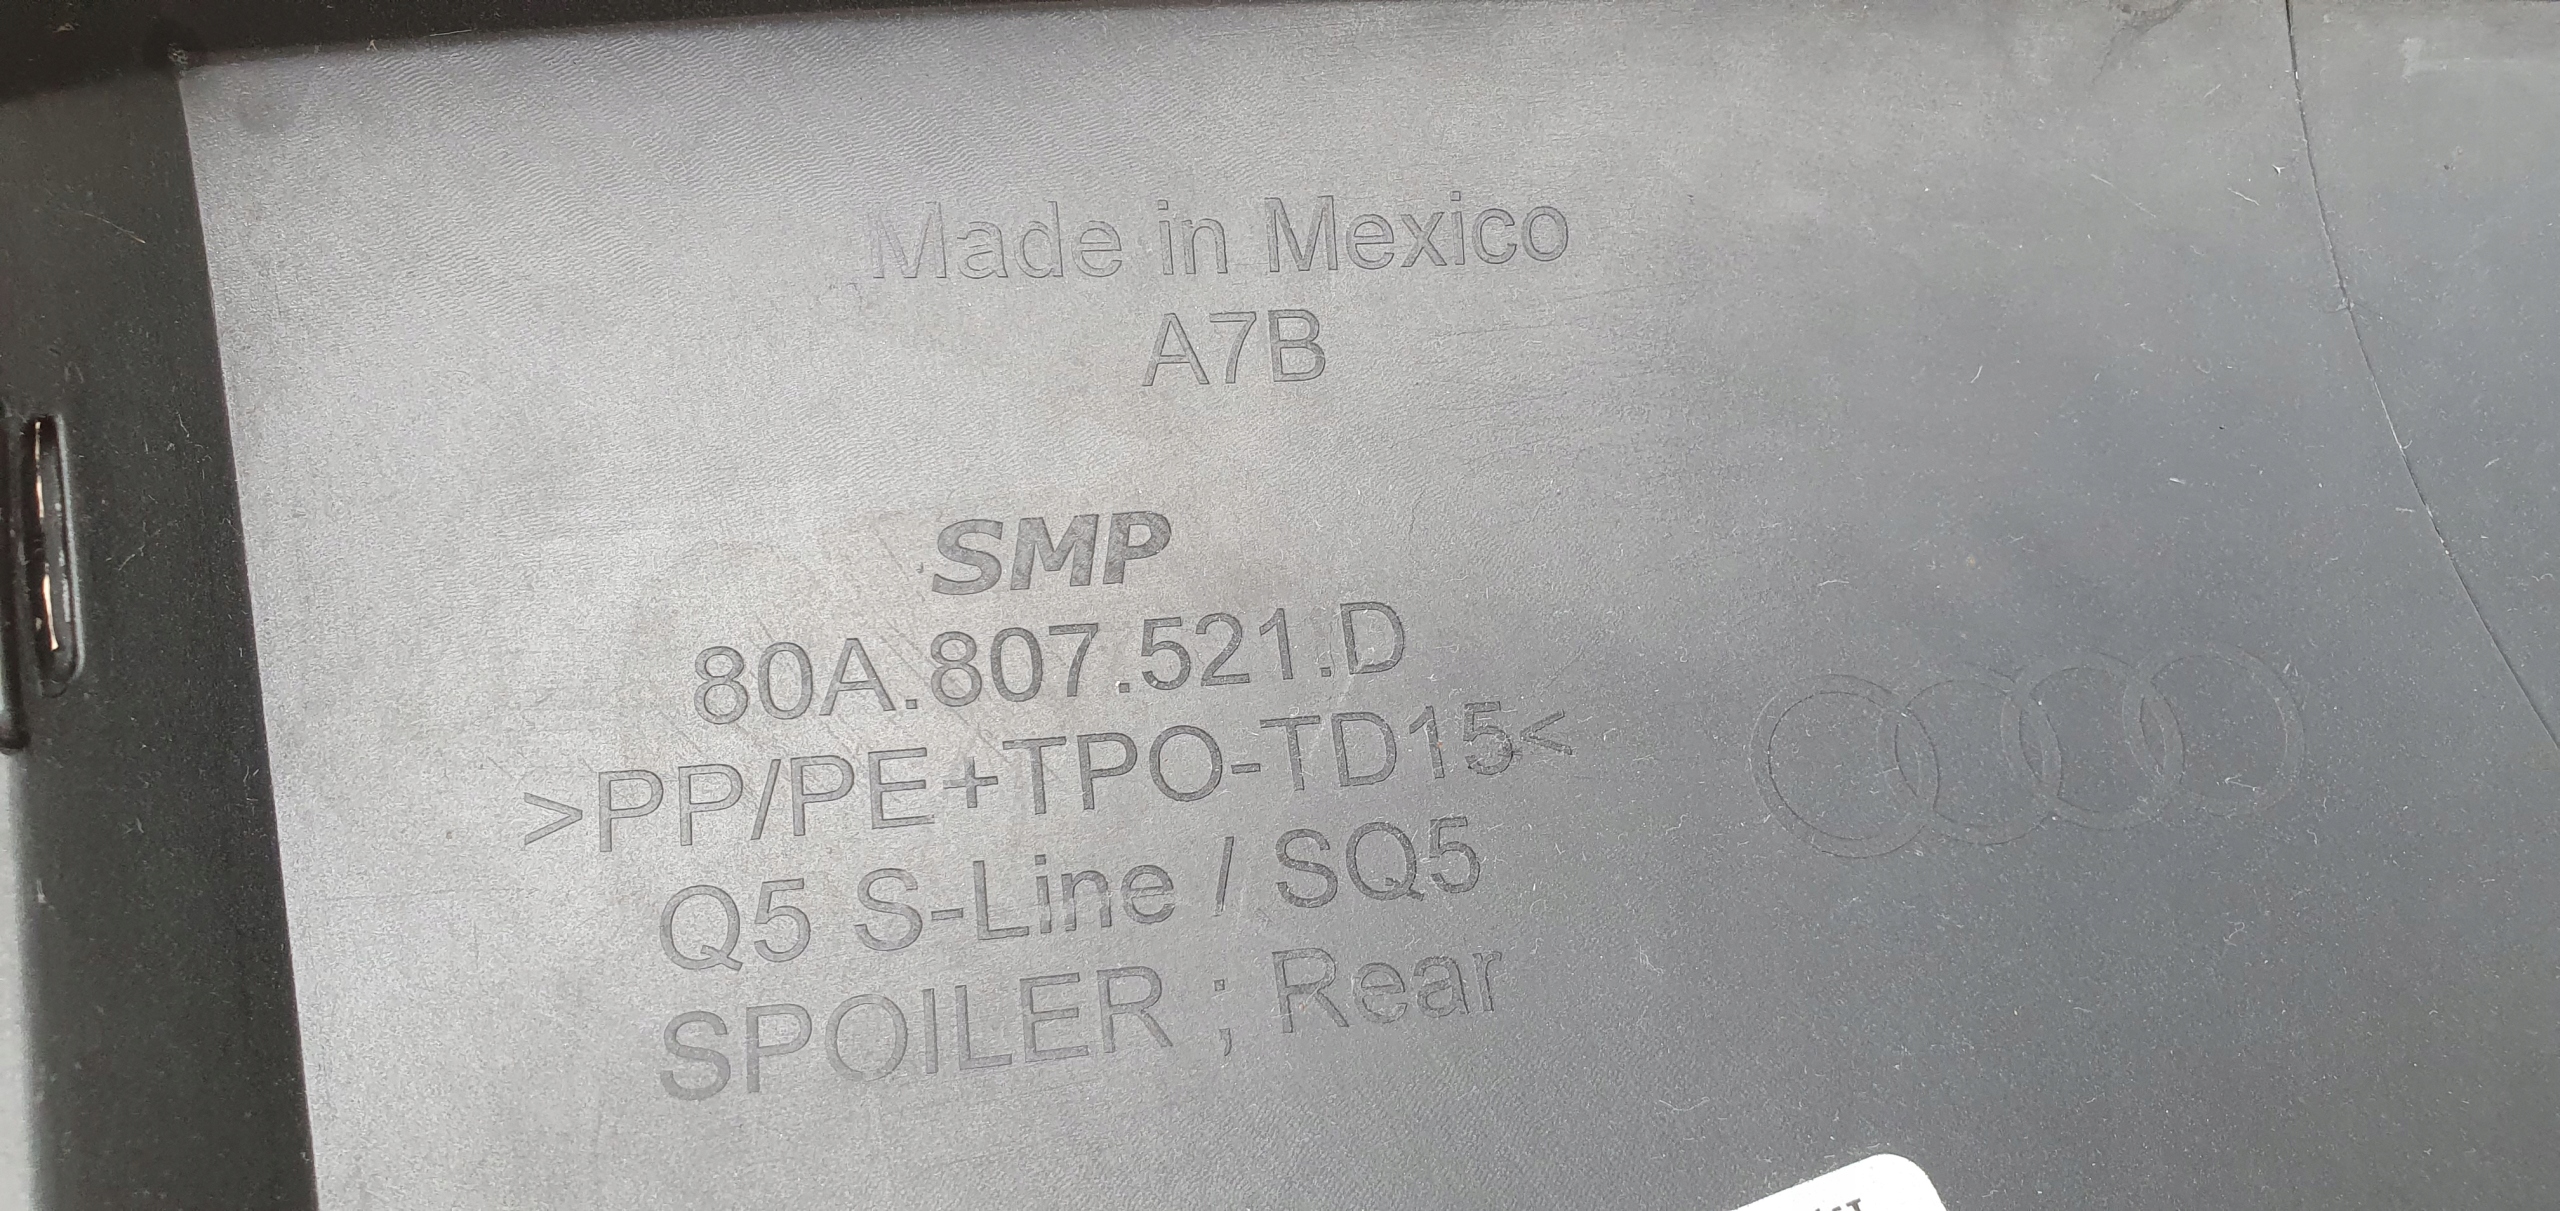 Made in Mexico
A7B
SMP
80A.807.521.D
>PP/PE+TPO-TD15<
Q5 S-Line / SQ5
SPOILER ; Rear